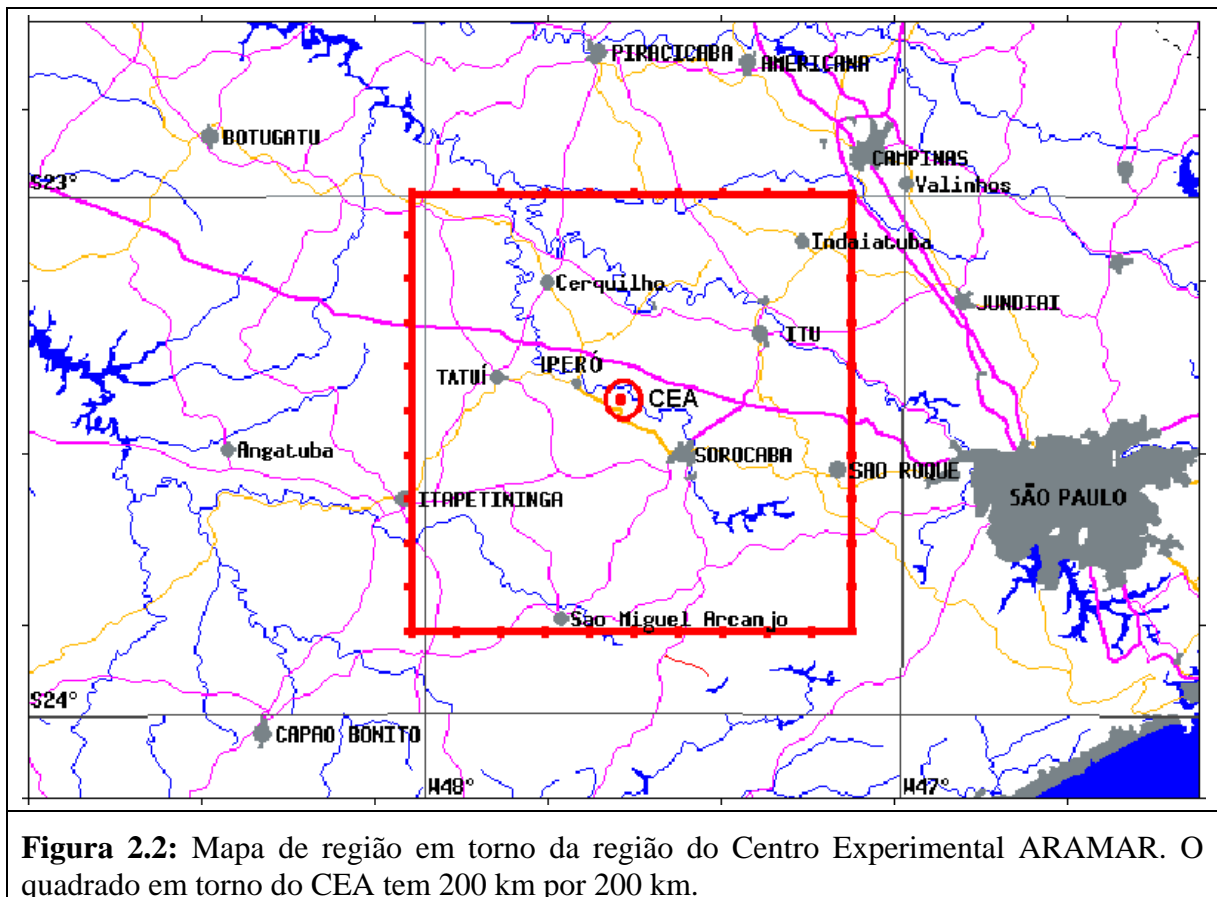 PIRACICABA
AMERICANA
BOTUGATU
CAMPINAS
S23°
Valinhos
Indaiatuba
Cerquilho
JUNDIAI
ITU
IPERÓ
TATUÍ
CEA
Angatuba
SOROCABA
SAO ROQUE
ITAPETININGA
SÃO PAULO
Sao Miguel Arcanjo
S24°
CAPAO BONITO
W48°
W47°
Figura 2.2: Mapa de região em torno da região do Centro Experimental ARAMAR. O
quadrado em torno do CEA tem 200 km por 200 km.